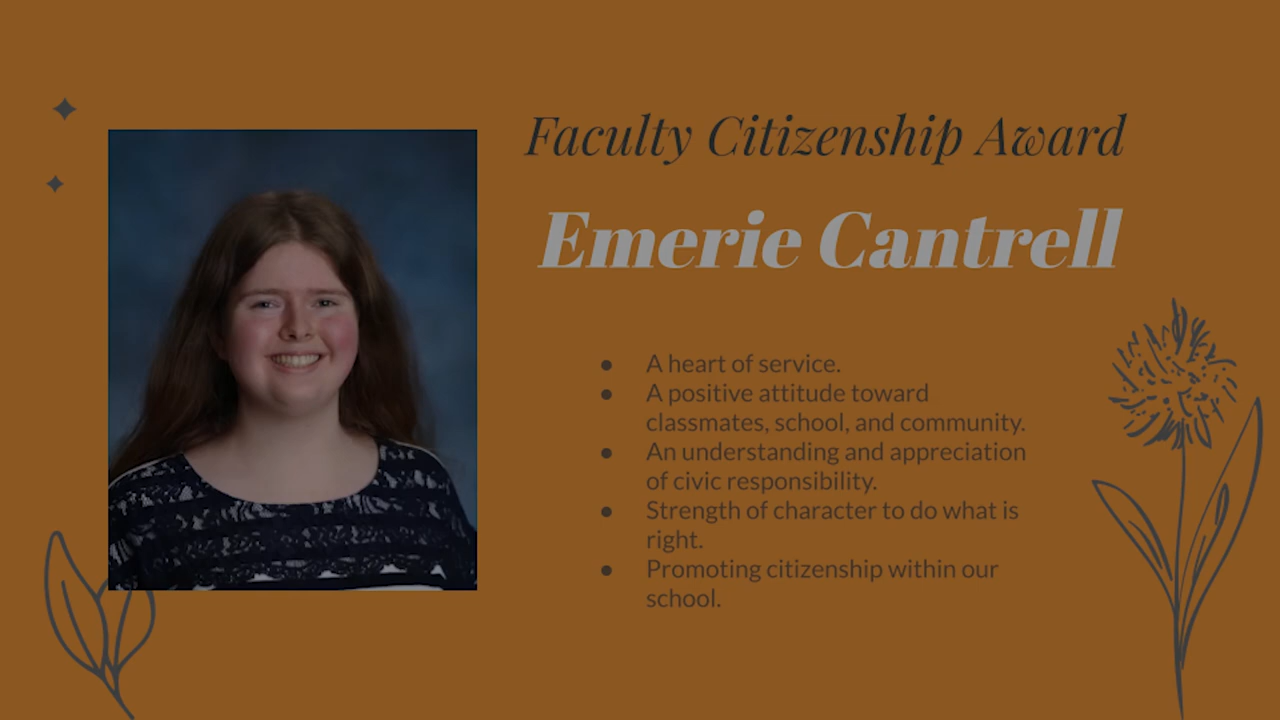 Faculty Citizenship Award
Emerie Cantrell
● A heart of service.
● A positive attitude toward
classmates, school, and community.
● An understanding and appreciation
of civic responsibility.
● Strength of character to do what is
right.
● Promoting citizenship within our
school.